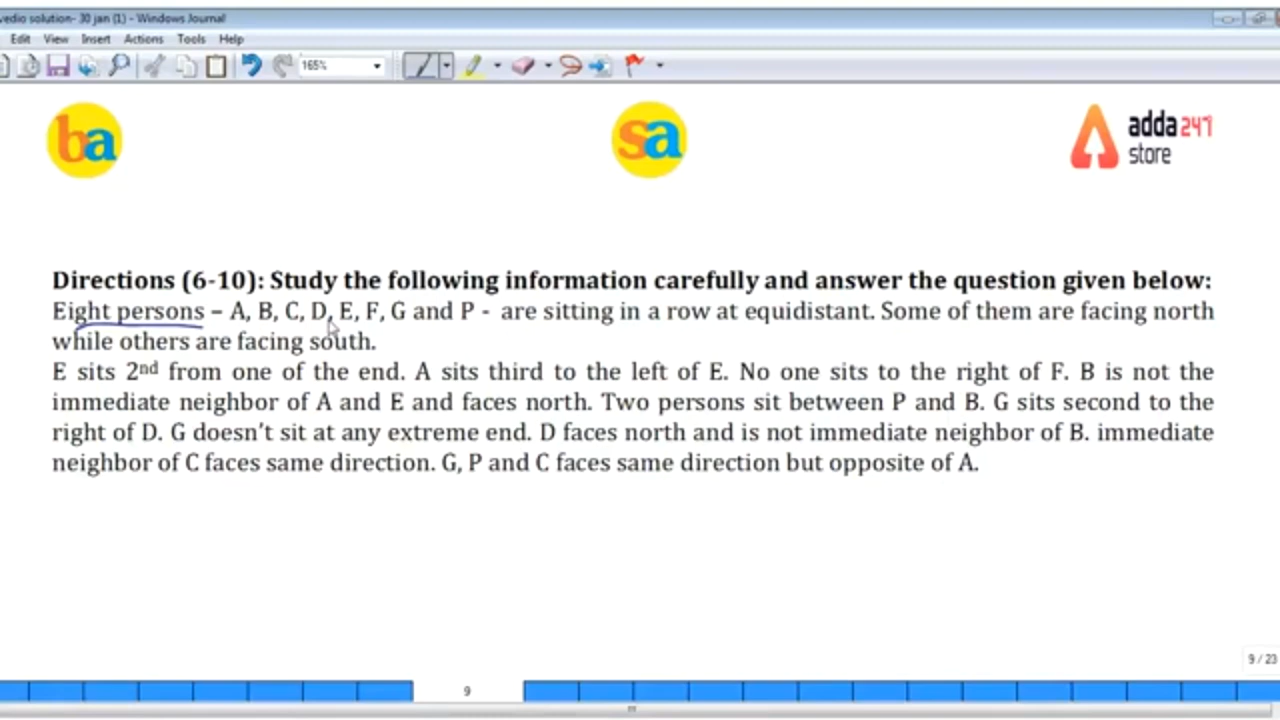 vedio solution- 30 jan (1) - Windows Journal
Edit View Insert Actions Tools Help
165%
ba
sa
adda247
store
Directions (6-10): Study the following information carefully and answer the question given below:
Eight persons – A, B, C, D, E, F, G and P - are sitting in a row at equidistant. Some of them are facing north
while others are facing south.
E sits 2nd from one of the end. A sits third to the left of E. No one sits to the right of F. B is not the
immediate neighbor of A and E and faces north. Two persons sit between P and B. G sits second to the
right of D. G doesn't sit at any extreme end. D faces north and is not immediate neighbor of B. immediate
neighbor of C faces same direction. G, P and C faces same direction but opposite of A.
9 / 23
9